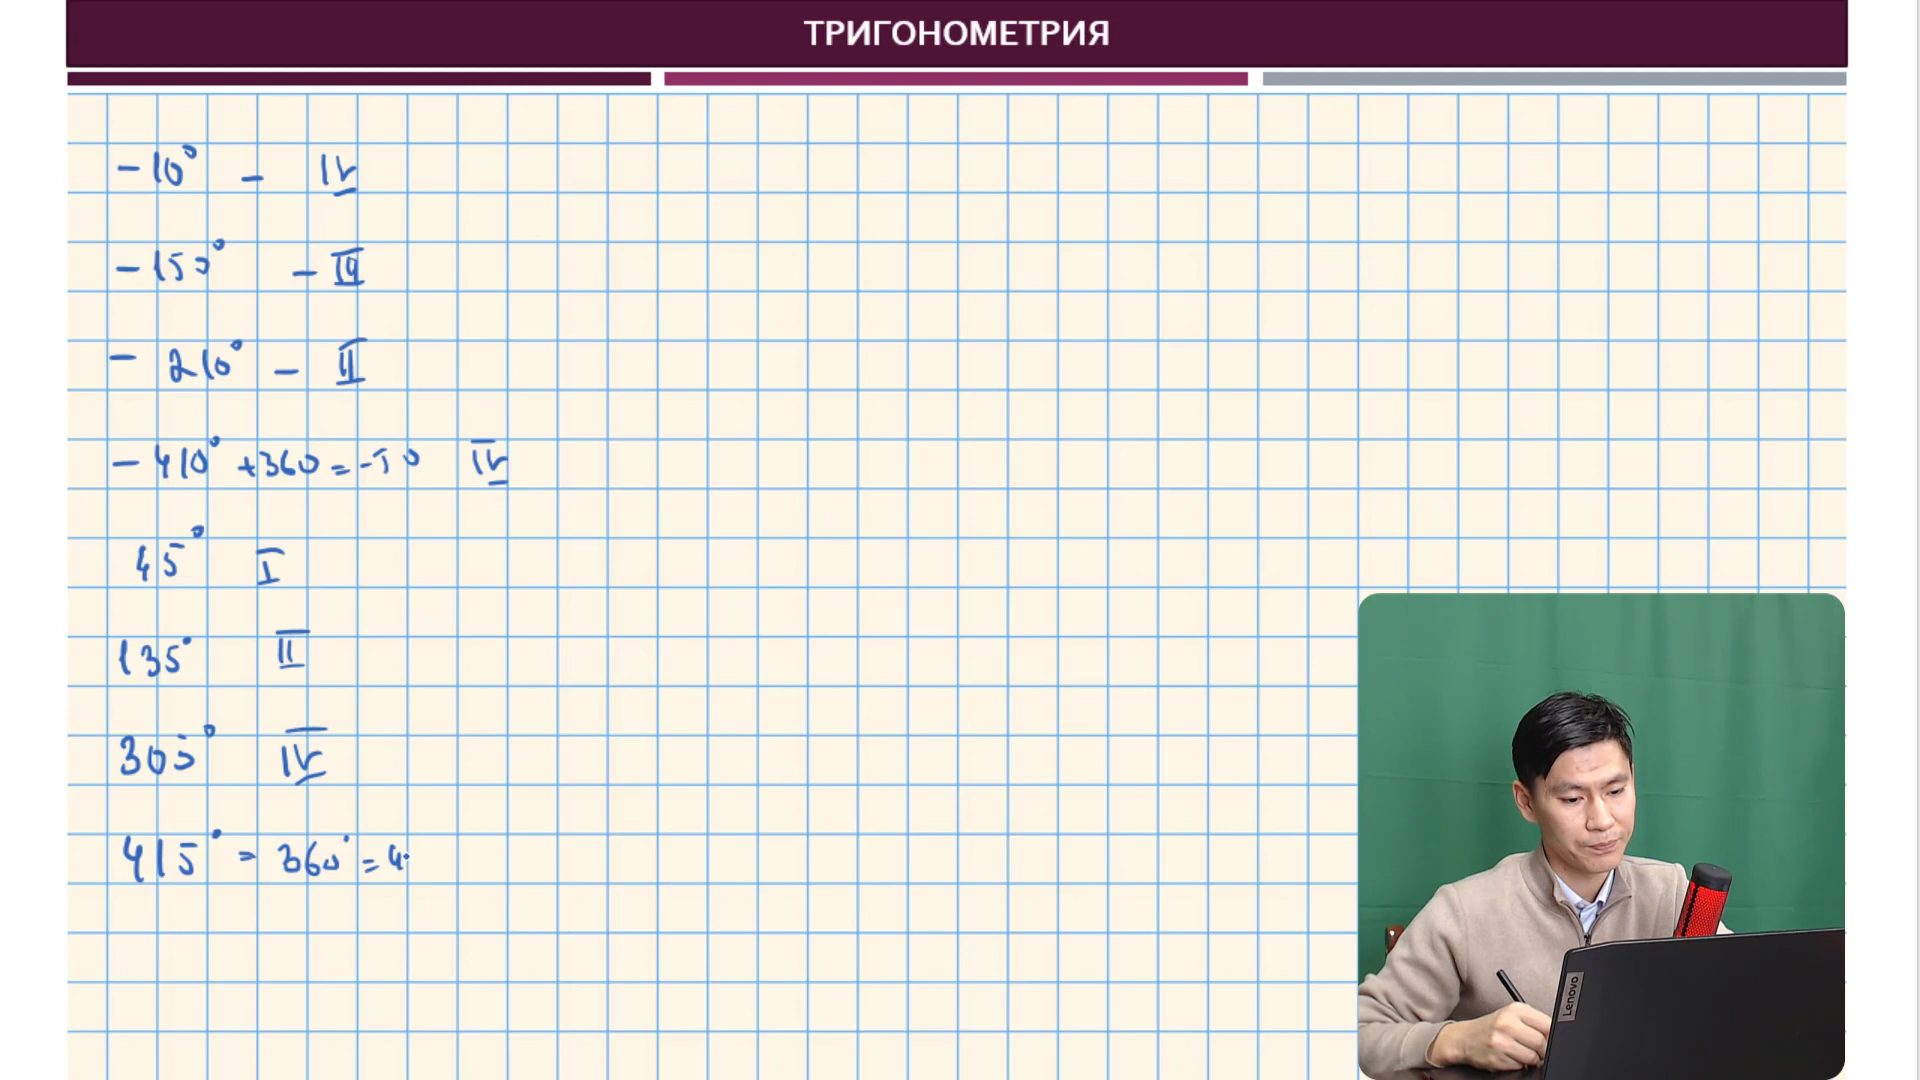 ТРИГОНОМЕТРИЯ
-10° - IV
-150° - III
- 210° - II
-410° +360 = -50 IV
45° I
135° II
305° IV
415° - 360° = 4
Lenovo